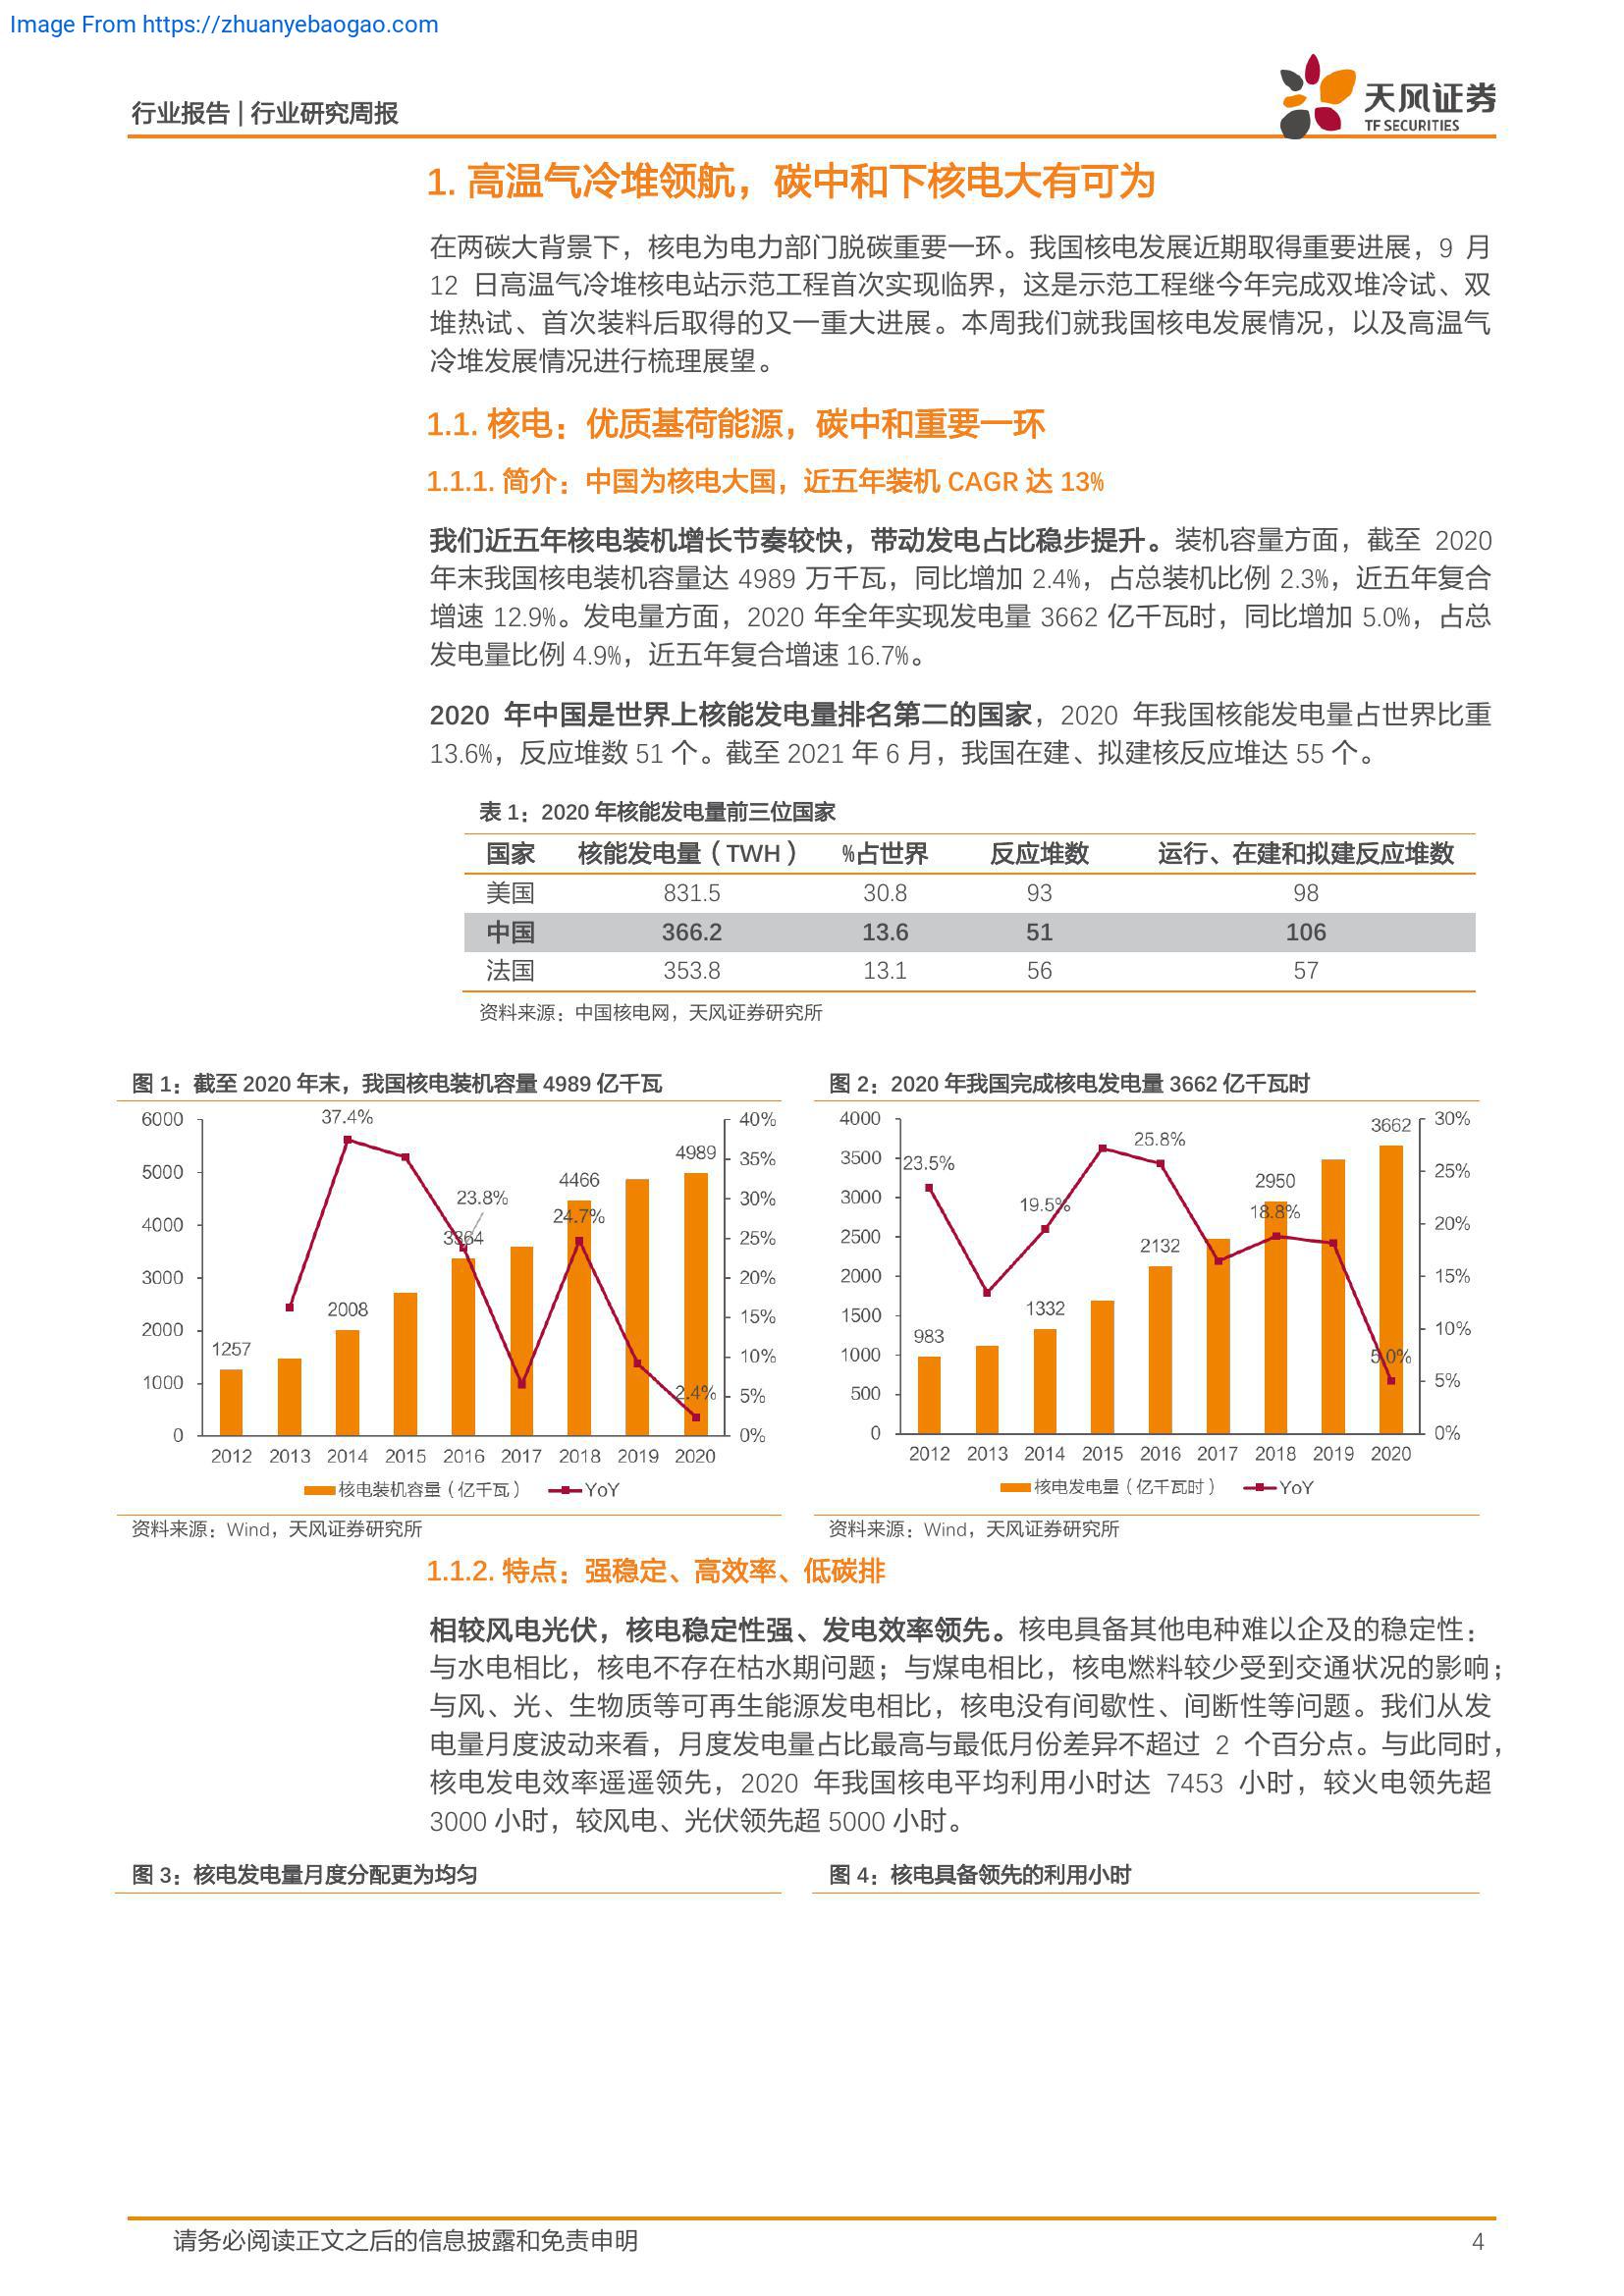 Image From https://zhuanyebaogao.com
行业报告 | 行业研究周报
天风证券
TF SECURITIES
1. 高温气冷堆领航，碳中和下核电大有可为
在两碳大背景下，核电为电力部门脱碳重要一环。我国核电发展近期取得重要进展，9 月
12 日高温气冷堆核电站示范工程首次实现临界，这是示范工程继今年完成双堆冷试、双
堆热试、首次装料后取得的又一重大进展。本周我们就我国核电发展情况，以及高温气
冷堆发展情况进行梳理展望。
1.1. 核电：优质基荷能源，碳中和重要一环
1.1.1. 简介：中国为核电大国，近五年装机 CAGR 达 13%
我们近五年核电装机增长节奏较快，带动发电占比稳步提升。装机容量方面，截至 2020
年末我国核电装机容量达 4989 万千瓦，同比增加 2.4%，占总装机比例 2.3%，近五年复合
增速 12.9%。发电量方面，2020 年全年实现发电量 3662 亿千瓦时，同比增加 5.0%，占总
发电量比例 4.9%，近五年复合增速 16.7%。
2020 年中国是世界上核能发电量排名第二的国家，2020 年我国核能发电量占世界比重
13.6%，反应堆数 51 个。截至 2021 年 6 月，我国在建、拟建核反应堆达 55 个。
表 1：2020 年核能发电量前三位国家
国家 核能发电量（TWH） %占世界 反应堆数 运行、在建和拟建反应堆数
美国 831.5 30.8 93 98
中国 366.2 13.6 51 106
法国 353.8 13.1 56 57
资料来源：中国核电网，天风证券研究所
图 1：截至 2020 年末，我国核电装机容量 4989 亿千瓦
6000
5000
4000
3000
2000
1000
0
40%
35%
30%
25%
20%
15%
10%
5%
0%
1257
2008
3364
4466
4989
37.4%
23.8%
24.7%
2.4%
2012 2013 2014 2015 2016 2017 2018 2019 2020
核电装机容量（亿千瓦） YoY
资料来源：Wind，天风证券研究所
图 2：2020 年我国完成核电发电量 3662 亿千瓦时
4000
3500
3000
2500
2000
1500
1000
500
0
30%
25%
20%
15%
10%
5%
0%
983
1332
2132
2950
3662
23.5%
19.5%
25.8%
18.8%
5.0%
2012 2013 2014 2015 2016 2017 2018 2019 2020
核电发电量（亿千瓦时） YoY
资料来源：Wind，天风证券研究所
1.1.2. 特点：强稳定、高效率、低碳排
相较风电光伏，核电稳定性强、发电效率领先。核电具备其他电种难以企及的稳定性：
与水电相比，核电不存在枯水期问题；与煤电相比，核电燃料较少受到交通状况的影响；
与风、光、生物质等可再生能源发电相比，核电没有间歇性、间断性等问题。我们从发
电量月度波动来看，月度发电量占比最高与最低月份差异不超过 2 个百分点。与此同时，
核电发电效率遥遥领先，2020 年我国核电平均利用小时达 7453 小时，较火电领先超
3000 小时，较风电、光伏领先超 5000 小时。
图 3：核电发电量月度分配更为均匀
图 4：核电具备领先的利用小时
请务必阅读正文之后的信息披露和免责申明
4